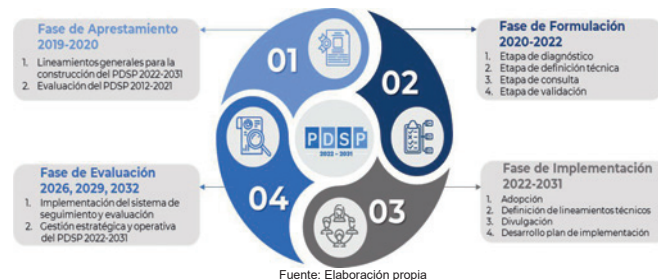 Fase de Aprestamiento
2019-2020
1. Lineamientos generales para la
construcción del PDSP 2022-2031
2. Evaluación del PDSP 2012-2021
01
Fase de Formulación
2020-2022
1. Etapa de diagnóstico
2. Etapa de definición técnica
3. Etapa de consulta
4. Etapa de validación
02
PDSP
2022 - 2031
Fase de Evaluación
2026, 2029, 2032
1. Implementación del sistema de
seguimiento y evaluación
2. Gestión estratégica y operativa
del PDSP 2022-2031
04
03
Fase de Implementación
2022-2031
1. Adopción
2. Definición de lineamientos técnicos
3. Divulgación
4. Desarrollo plan de implementación
Fuente: Elaboración propia